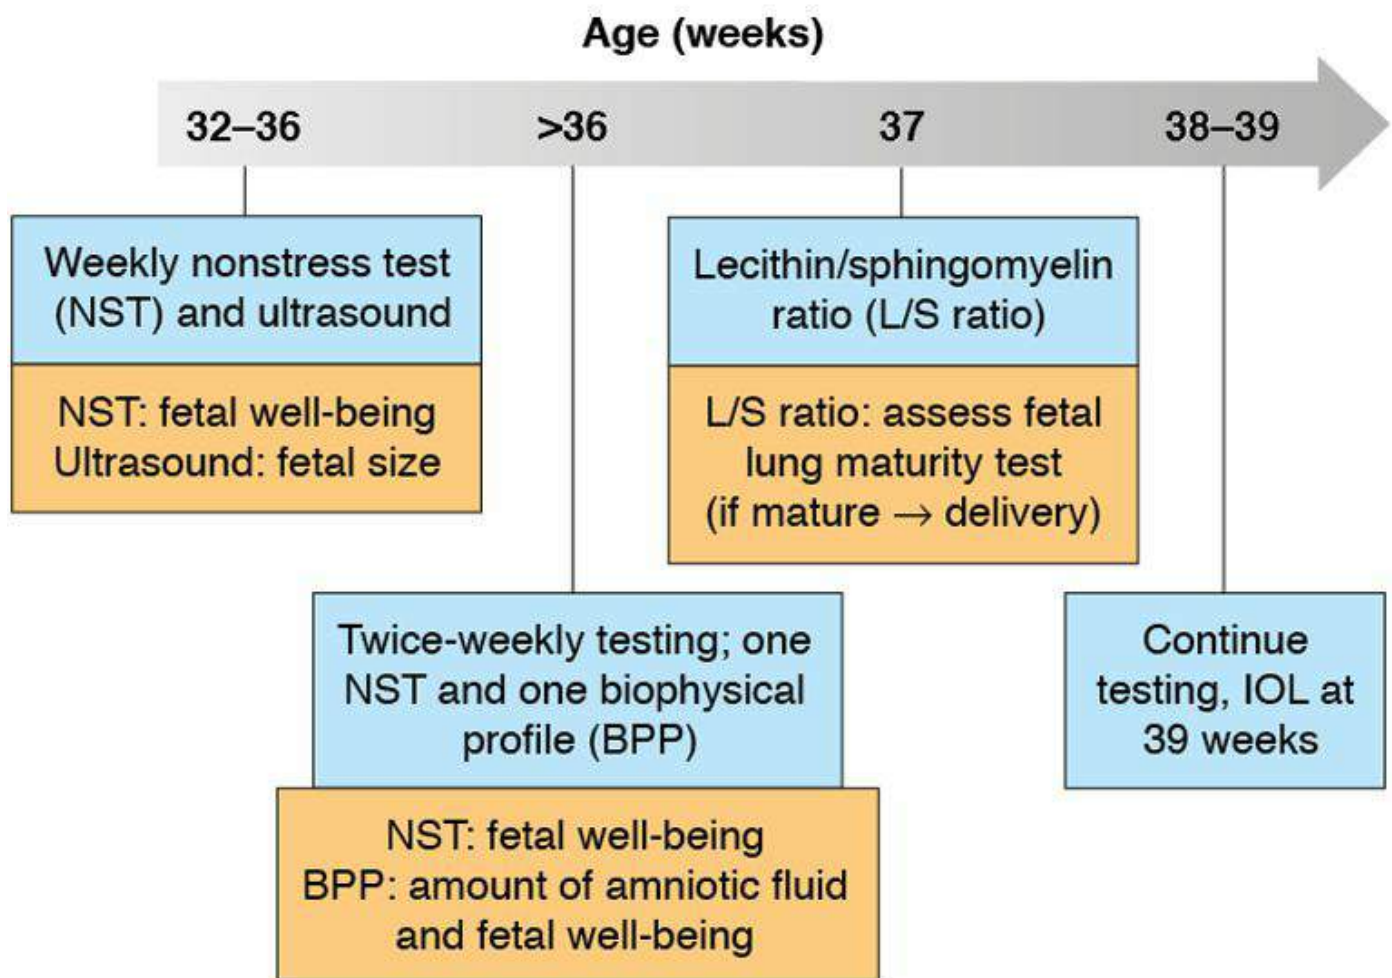 Age (weeks)
32–36
>36
37
38–39
Weekly nonstress test
(NST) and ultrasound
NST: fetal well-being
Ultrasound: fetal size
Twice-weekly testing; one
NST and one biophysical
profile (BPP)
NST: fetal well-being
BPP: amount of amniotic fluid
and fetal well-being
Lecithin/sphingomyelin
ratio (L/S ratio)
L/S ratio: assess fetal
lung maturity test
(if mature → delivery)
Continue
testing, IOL at
39 weeks